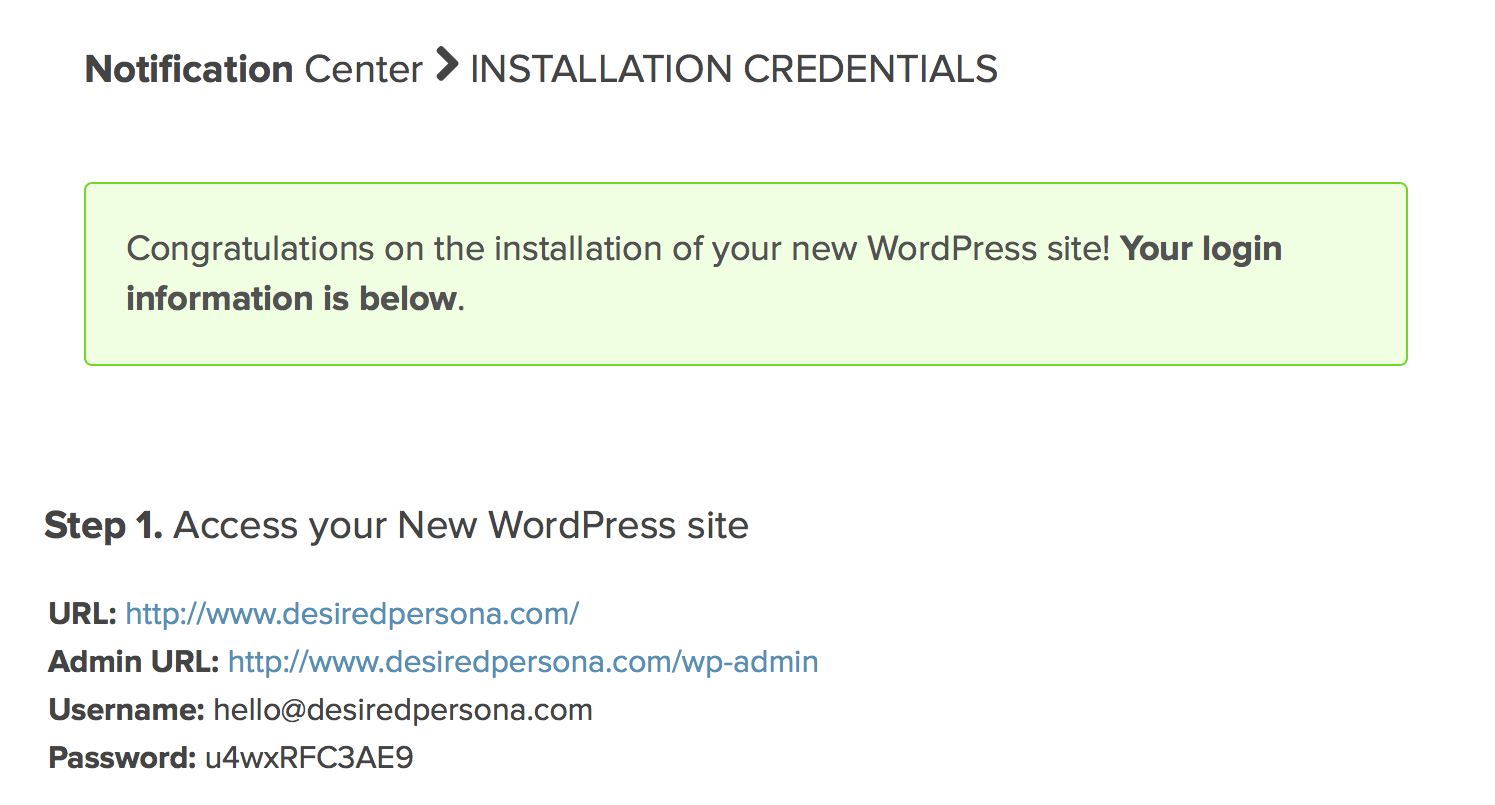 Notification Center > INSTALLATION CREDENTIALS
Congratulations on the installation of your new WordPress site! Your login
information is below.
Step 1. Access your New WordPress site
URL: http://www.desiredpersona.com/
Admin URL: http://www.desiredpersona.com/wp-admin
Username: hello@desiredpersona.com
Password: u4wxRFC3AE9